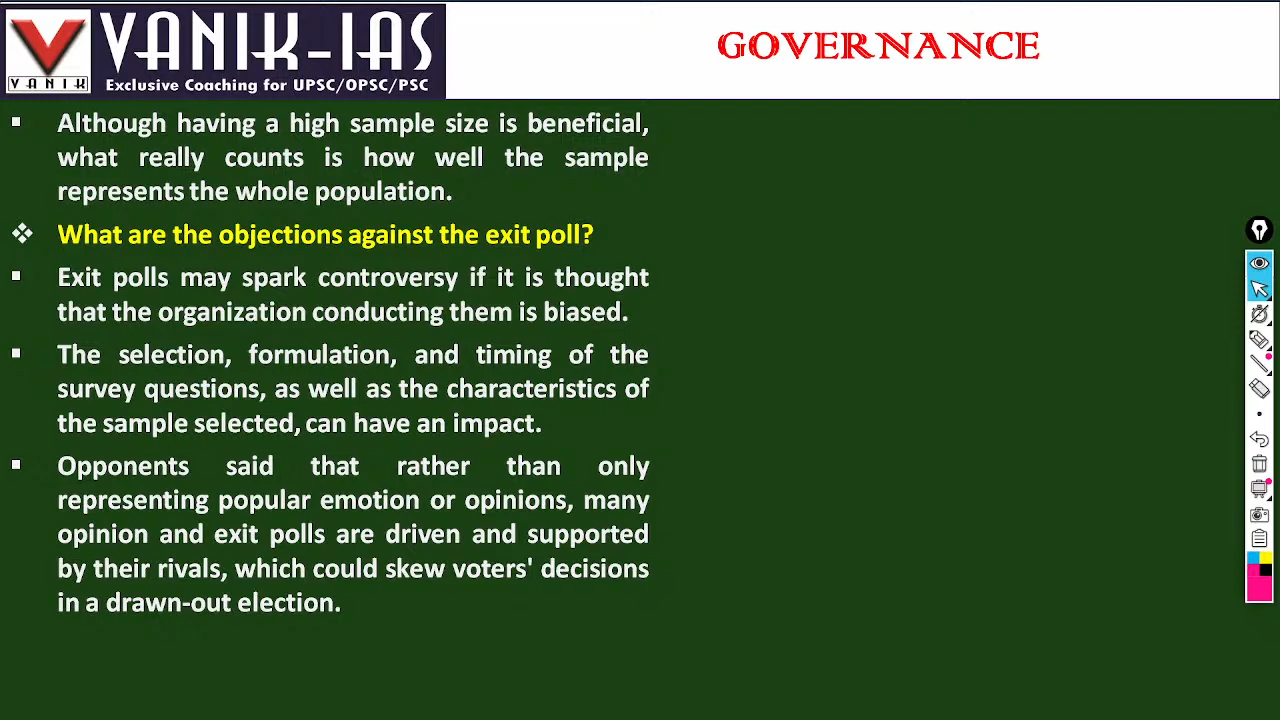 VANIK-IAS
VANIK
Exclusive Coaching for UPSC/OPSC/PSC
GOVERNANCE
▪ Although having a high sample size is beneficial,
what really counts is how well the sample
represents the whole population.
❖ What are the objections against the exit poll?
▪ Exit polls may spark controversy if it is thought
that the organization conducting them is biased.
▪ The selection, formulation, and timing of the
survey questions, as well as the characteristics of
the sample selected, can have an impact.
▪ Opponents said that rather than only
representing popular emotion or opinions, many
opinion and exit polls are driven and supported
by their rivals, which could skew voters' decisions
in a drawn-out election.